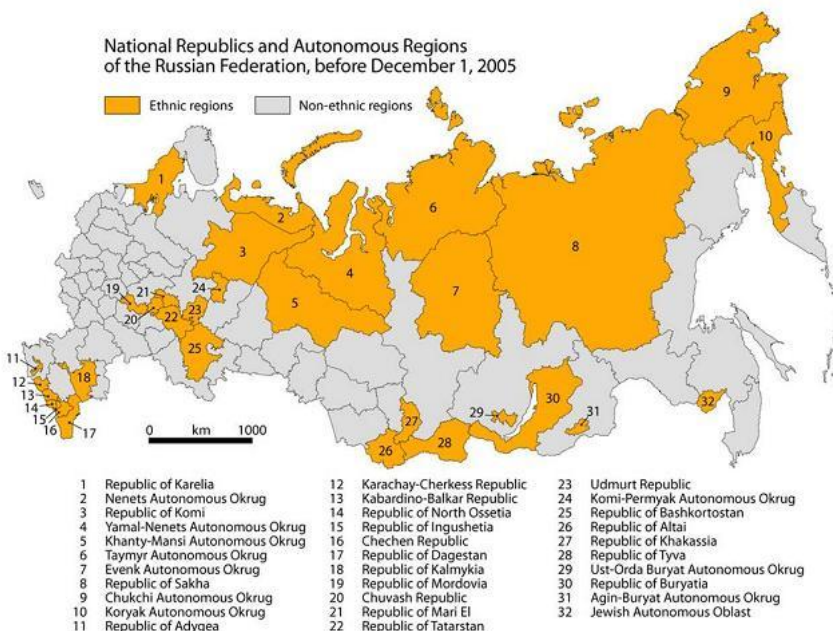 National Republics and Autonomous Regions
of the Russian Federation, before December 1, 2005
Ethnic regions
Non-ethnic regions
9
10
1
2
6
3
4
8
24
21
7
19
5
23
20
22
25
11
18
12
30
13
29
31
14
27
32
15
0 km 1000
16
17
26
28
1 Republic of Karelia
2 Nenets Autonomous Okrug
3 Republic of Komi
4 Yamal-Nenets Autonomous Okrug
5 Khanty-Mansi Autonomous Okrug
6 Taymyr Autonomous Okrug
7 Evenk Autonomous Okrug
8 Republic of Sakha
9 Chukchi Autonomous Okrug
10 Koryak Autonomous Okrug
11 Republic of Adygea
12 Karachay-Cherkess Republic
13 Kabardino-Balkar Republic
14 Republic of North Ossetia
15 Republic of Ingushetia
16 Chechen Republic
17 Republic of Dagestan
18 Republic of Kalmykia
19 Republic of Mordovia
20 Chuvash Republic
21 Republic of Mari El
22 Republic of Tatarstan
23 Udmurt Republic
24 Komi-Permyak Autonomous Okrug
25 Republic of Bashkortostan
26 Republic of Altai
27 Republic of Khakassia
28 Republic of Tyva
29 Ust-Orda Buryat Autonomous Okrug
30 Republic of Buryatia
31 Agin-Buryat Autonomous Okrug
32 Jewish Autonomous Oblast